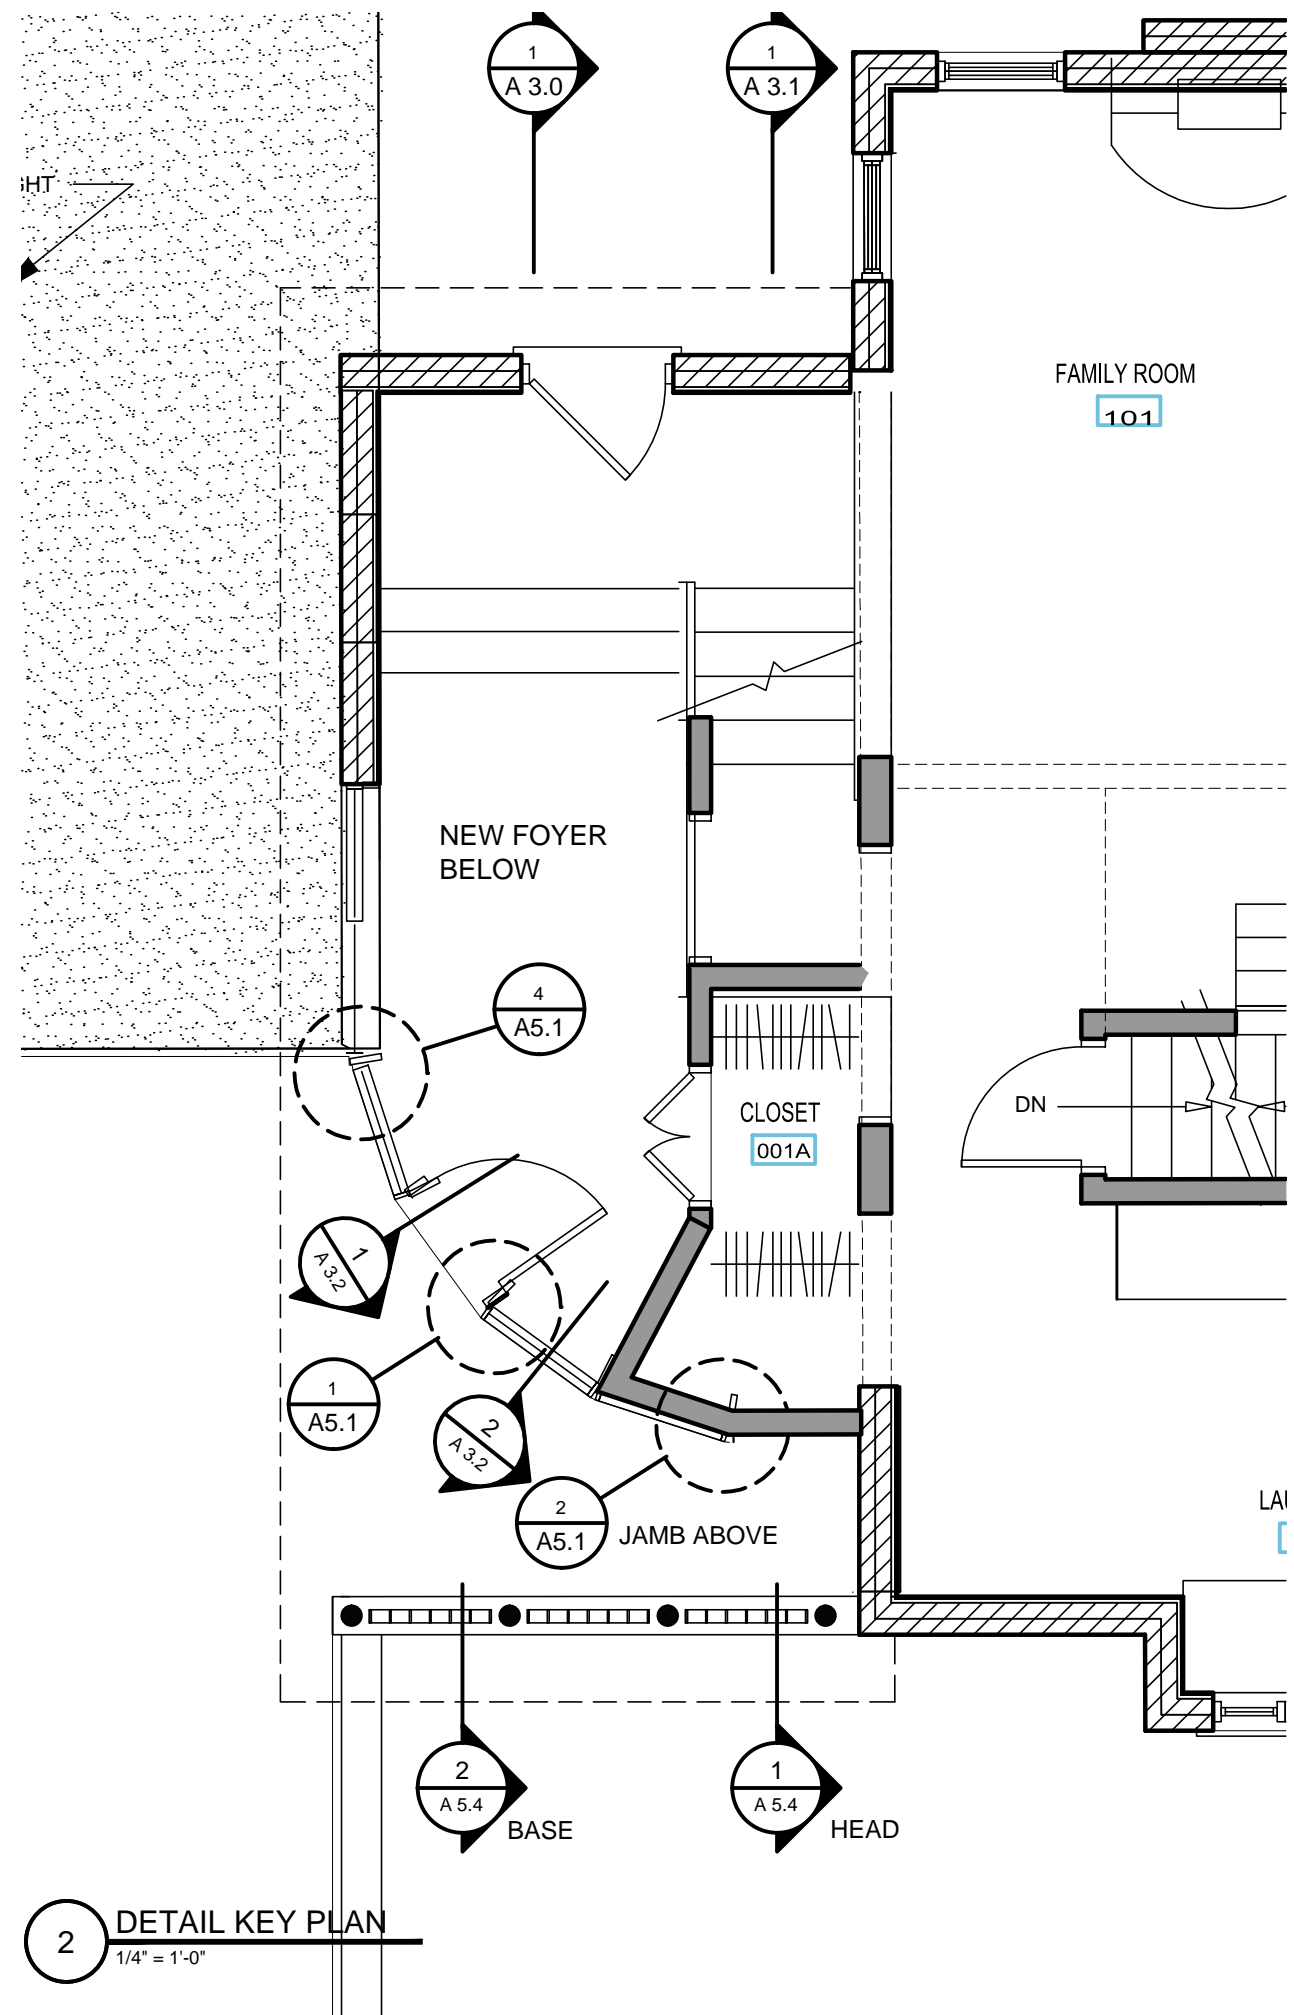 1
A 3.0
1
A 3.1
FAMILY ROOM
101
NEW FOYER
BELOW
4
A5.1
CLOSET
001A
DN
1
A 3.2
1
A5.1
2
A 3.2
2
A5.1
JAMB ABOVE
2
A 5.4
BASE
1
A 5.4
HEAD
2
DETAIL KEY PLAN
1/4" = 1'-0"